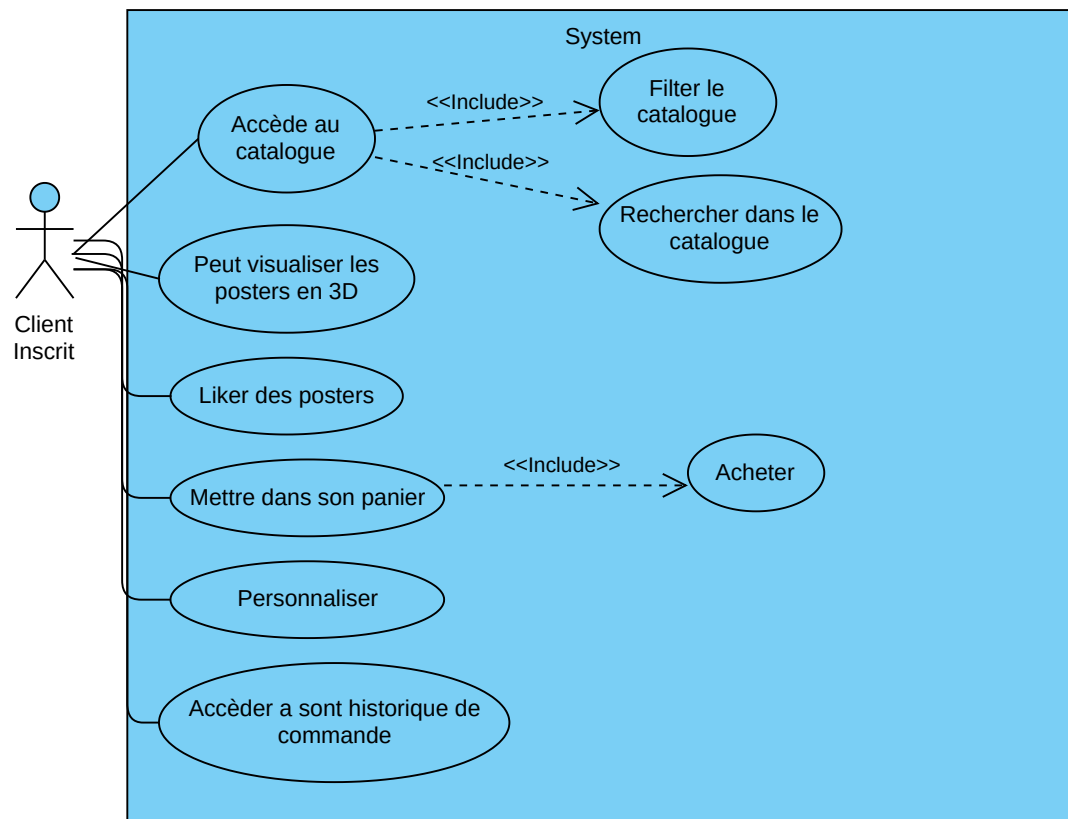 System
Accède au
catalogue
<<Include>>
Filter le
catalogue
<<Include>>
Rechercher dans le
catalogue
Client
Inscrit
Peut visualiser les
posters en 3D
Liker des posters
Mettre dans son panier
<<Include>>
Acheter
Personnaliser
Accèder a sont historique de
commande